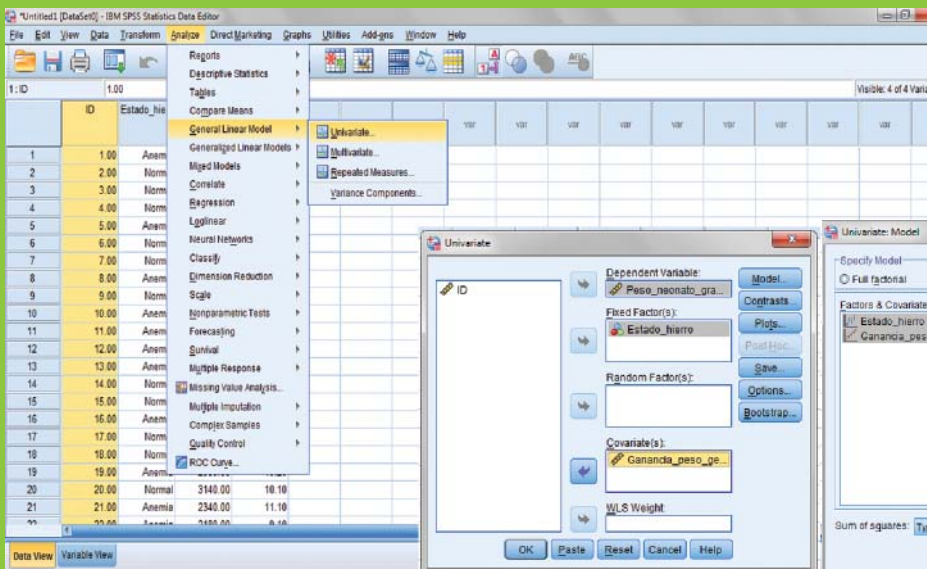 *Untitled1 [DataSet0] - IBM SPSS Statistics Data Editor
File Edit View Data Transform Analyze Direct Marketing Graphs Utilities Add-ons Window Help
1 : ID 1.00 Visible: 4 of 4 Varia
ID Estado_hie var var var var var var var var var
1 1.00 Anem
2 2.00 Norm
3 3.00 Norm
4 4.00 Norm
5 5.00 Anem
6 6.00 Norm
7 7.00 Norm
8 8.00 Anem
9 9.00 Norm
10 10.00 Anem
11 11.00 Anem
12 12.00 Anem
13 13.00 Anem
14 14.00 Norm
15 15.00 Norm
16 16.00 Anem
17 17.00 Norm
18 18.00 Norm
19 19.00 Anemi
20 20.00 Normal 3140.00 10.10
21 21.00 Anemia 2340.00 11.10
Data View Variable View
Reports
Descriptive Statistics
Tables
Compare Means
General Linear Model
Generalized Linear Models
Mixed Models
Correlate
Regression
Loglinear
Neural Networks
Classify
Dimension Reduction
Scale
Nonparametric Tests
Forecasting
Survival
Multiple Response
Missing Value Analysis...
Multiple Imputation
Complex Samples
Quality Control
ROC Curve...
Univariate...
Multivariate...
Repeated Measures...
Variance Components...
Univariate
ID
Dependent Variable:
Peso_neonato_gra...
Fixed Factor(s):
Estado_hierro
Random Factor(s):
Covariate(s):
Ganancia_peso_ge...
WLS Weight:
Model...
Contrasts...
Plots...
Post Hoc...
Save...
Options...
Bootstrap...
OK Paste Reset Cancel Help
Univariate: Model
Specify Model
Full factorial
Factors & Covariate
Estado_hierro
Ganancia_pes
Sum of squares: Ty